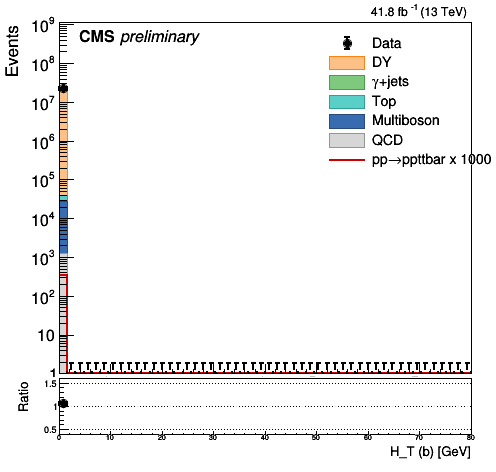 41.8 fb⁻¹ (13 TeV)
CMS preliminary
Events
10⁹
10⁸
10⁷
10⁶
10⁵
10⁴
10³
10²
10
1
Data
DY
γ+jets
Top
Multiboson
QCD
pp→ppttbar x 1000
Ratio
1.5
1
0.5
0 10 20 30 40 50 60 70 80
H_T (b) [GeV]